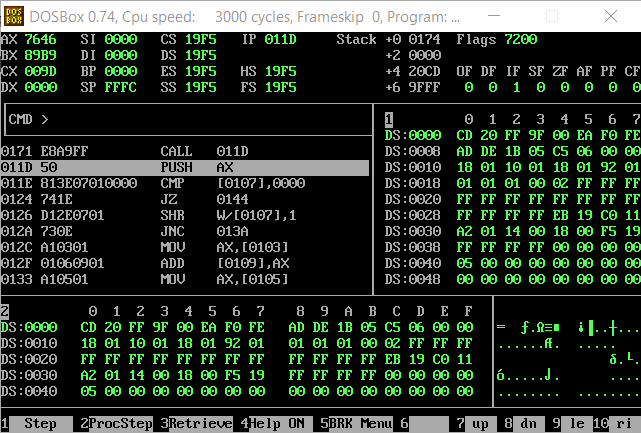 DOS BOX DOSBox 0.74, Cpu speed: 3000 cycles, Frameskip 0, Program: ...
AX 7646 SI 0000 CS 19F5 IP 011D Stack +0 0174 Flags 7200
BX 89B9 DI 0000 DS 19F5 +2 0000
CX 009D BP 0000 ES 19F5 HS 19F5 +4 20CD OF DF IF SF ZF AF PF CF
DX 0000 SP FFFC SS 19F5 FS 19F5 +6 9FFF 0 0 1 0 0 0 0 0
CMD >
1 0 1 2 3 4 5 6 7
DS:0000 CD 20 FF 9F 00 EA F0 FE
DS:0008 AD DE 1B 05 C5 06 00 00
DS:0010 18 01 10 01 18 01 92 01
DS:0018 01 01 01 00 02 FF FF FF
DS:0020 FF FF FF FF FF FF FF FF
DS:0028 FF FF FF FF EB 19 C0 11
DS:0030 A2 01 14 00 18 00 F5 19
DS:0038 FF FF FF FF 00 00 00 00
DS:0040 05 00 00 00 00 00 00 00
DS:0048 00 00 00 00 00 00 00 00
0171 E8A9FF CALL 011D
011D 50 PUSH AX
011E 813E07010000 CMP [0107],0000
0124 741E JZ 0144
0126 D12E0701 SHR W/[0107],1
012A 730E JNC 013A
012C A10301 MOV AX,[0103]
012F 01060901 ADD [0109],AX
0133 A10501 MOV AX,[0105]
2 0 1 2 3 4 5 6 7 8 9 A B C D E F
DS:0000 CD 20 FF 9F 00 EA F0 FE AD DE 1B 05 C5 06 00 00 = ƒ.Ω≡■ ¡▐..┼.
DS:0010 18 01 10 01 18 01 92 01 01 01 01 00 02 FF FF FF ......Æ.
DS:0020 FF FF FF FF FF FF FF FF FF FF FF FF EB 19 C0 11 δ.└.
DS:0030 A2 01 14 00 18 00 F5 19 FF FF FF FF 00 00 00 00 ó.....⌡.
DS:0040 05 00 00 00 00 00 00 00 00 00 00 00 00 00 00 00 ........
1 Step 2ProcStep 3Retrieve 4Help ON 5BRK Menu 6 7 up 8 dn 9 le 10 ri